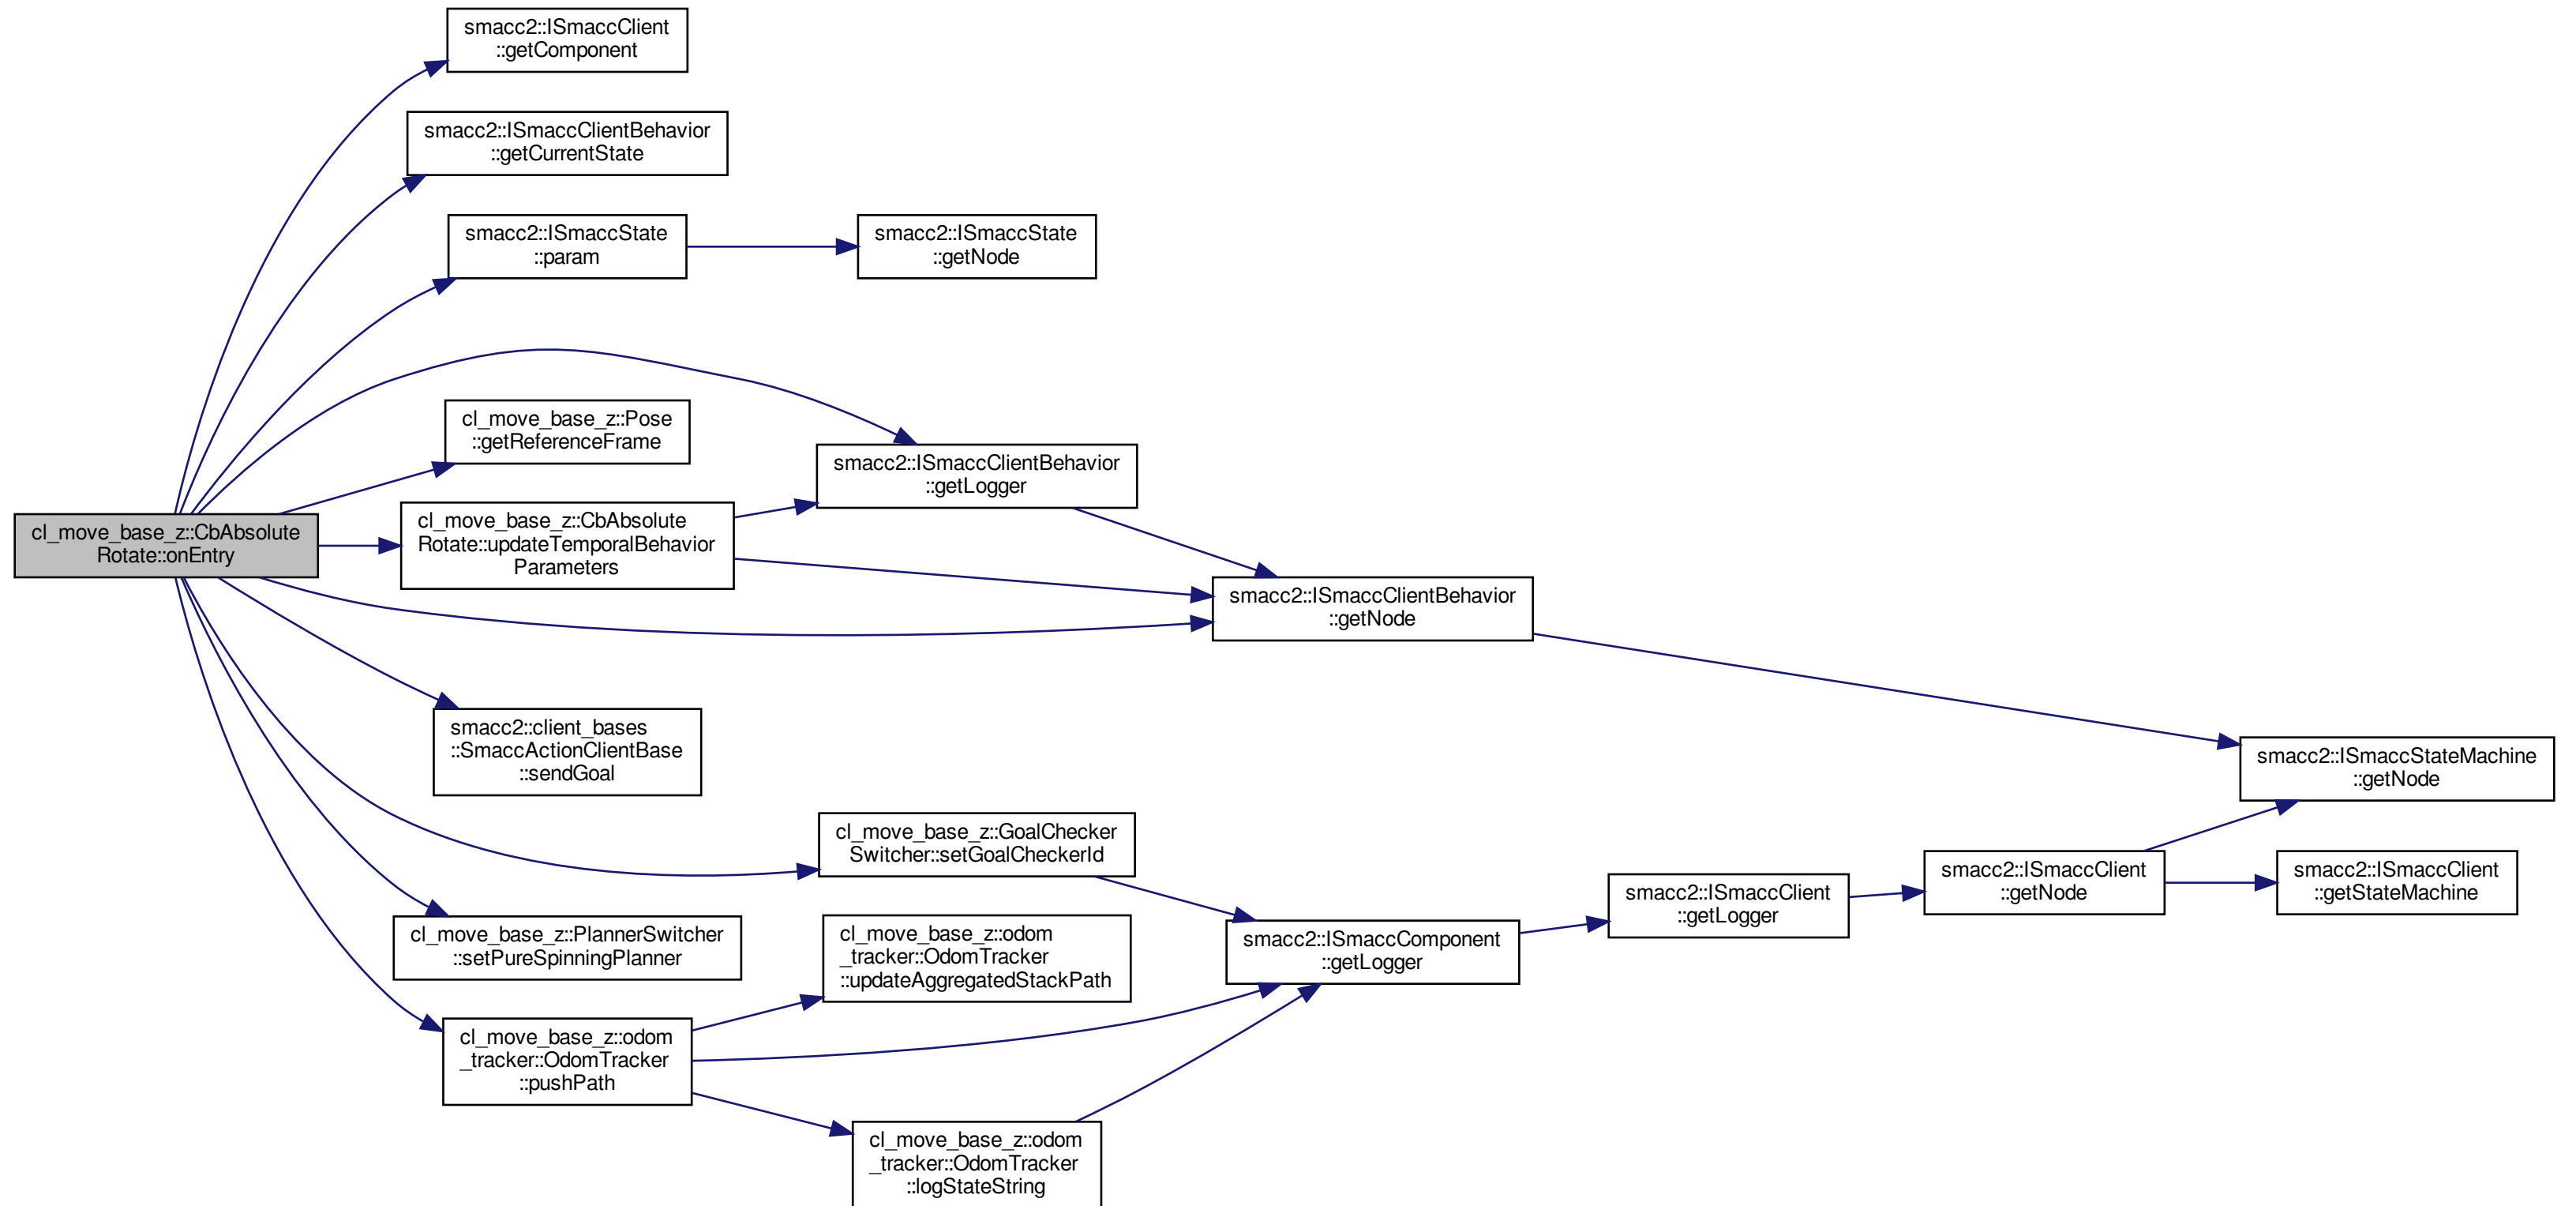 smacc2::ISmaccClient
::getComponent
smacc2::ISmaccClientBehavior
::getCurrentState
smacc2::ISmaccState
::param
smacc2::ISmaccState
::getNode
cl_move_base_z::Pose
::getReferenceFrame
smacc2::ISmaccClientBehavior
::getLogger
cl_move_base_z::CbAbsolute
Rotate::onEntry
cl_move_base_z::CbAbsolute
Rotate::updateTemporalBehavior
Parameters
smacc2::ISmaccClientBehavior
::getNode
smacc2::client_bases
::SmaccActionClientBase
::sendGoal
smacc2::ISmaccStateMachine
::getNode
cl_move_base_z::GoalChecker
Switcher::setGoalCheckerId
smacc2::ISmaccClient
::getLogger
smacc2::ISmaccClient
::getNode
smacc2::ISmaccClient
::getStateMachine
cl_move_base_z::PlannerSwitcher
::setPureSpinningPlanner
cl_move_base_z::odom
_tracker::OdomTracker
::updateAggregatedStackPath
smacc2::ISmaccComponent
::getLogger
cl_move_base_z::odom
_tracker::OdomTracker
::pushPath
cl_move_base_z::odom
_tracker::OdomTracker
::logStateString